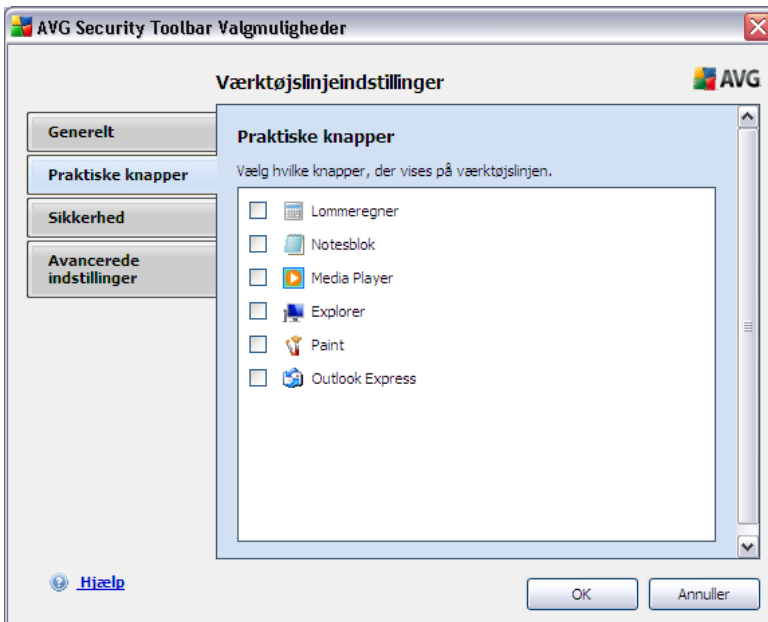 AVG Security Toolbar Valgmuligheder
Værktøjslinjeindstillinger
AVG
Generelt
Praktiske knapper
Sikkerhed
Avancerede
indstillinger
Praktiske knapper
Vælg hvilke knapper, der vises på værktøjslinjen.
Lommeregner
Notesblok
Media Player
Explorer
Paint
Outlook Express
Hjælp
OK
Annuller